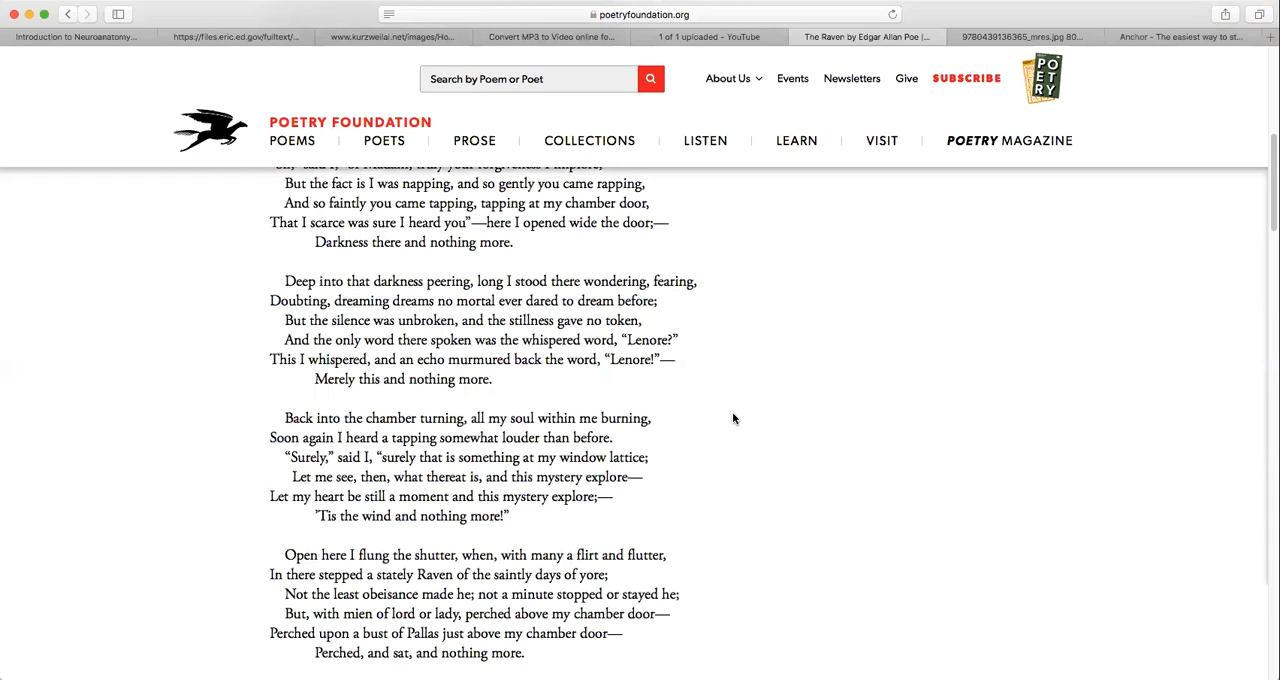 poetryfoundation.org
Introduction to Neuroanatomy...
https://files.eric.ed.gov/fulltext/...
www.kurzweilai.net/images/Ho...
Convert MP3 to Video online fo...
1 of 1 uploaded - YouTube
The Raven by Edgar Allan Poe |...
9780439136365_mres.jpg 80...
Anchor - The easiest way to st...
Search by Poem or Poet
About Us
Events
Newsletters
Give
SUBSCRIBE
PO
ET
RY
POETRY FOUNDATION
POEMS
POETS
PROSE
COLLECTIONS
LISTEN
LEARN
VISIT
POETRY MAGAZINE
said I, “or Madam, truly your forgiveness I implore;
But the fact is I was napping, and so gently you came rapping,
And so faintly you came tapping, tapping at my chamber door,
That I scarce was sure I heard you”—here I opened wide the door;—
Darkness there and nothing more.
Deep into that darkness peering, long I stood there wondering, fearing,
Doubting, dreaming dreams no mortal ever dared to dream before;
But the silence was unbroken, and the stillness gave no token,
And the only word there spoken was the whispered word, “Lenore?”
This I whispered, and an echo murmured back the word, “Lenore!”—
Merely this and nothing more.
Back into the chamber turning, all my soul within me burning,
Soon again I heard a tapping somewhat louder than before.
“Surely,” said I, “surely that is something at my window lattice;
Let me see, then, what thereat is, and this mystery explore—
Let my heart be still a moment and this mystery explore;—
’Tis the wind and nothing more!”
Open here I flung the shutter, when, with many a flirt and flutter,
In there stepped a stately Raven of the saintly days of yore;
Not the least obeisance made he; not a minute stopped or stayed he;
But, with mien of lord or lady, perched above my chamber door—
Perched upon a bust of Pallas just above my chamber door—
Perched, and sat, and nothing more.